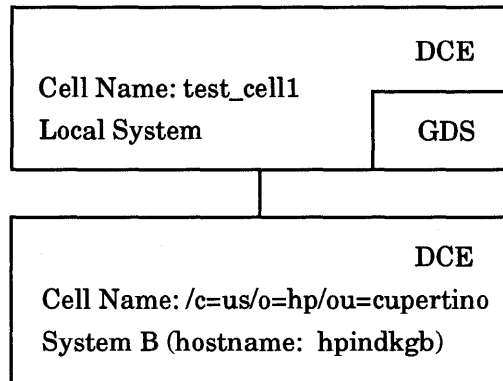 DCE
Cell Name: test_cell1
Local System
GDS
DCE
Cell Name: /c=us/o=hp/ou=cupertino
System B (hostname: hpindkgb)